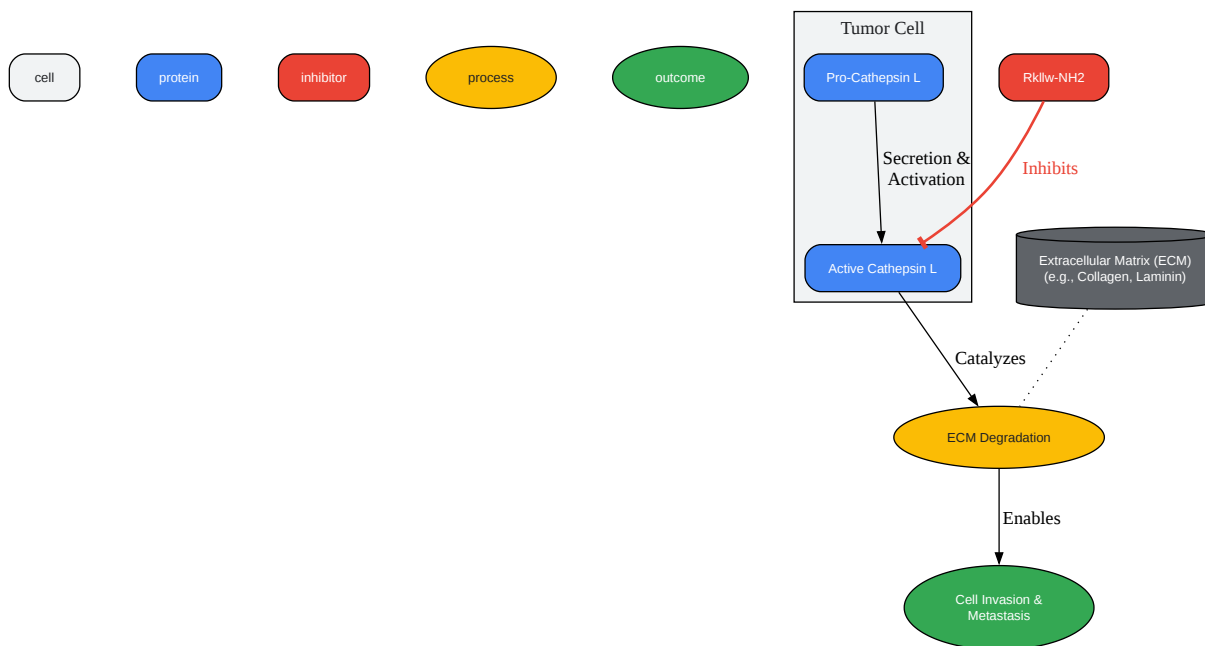 Tumor Cell
cell
protein
inhibitor
process
outcome
Pro-Cathepsin L
Rkllw-NH2
Secretion &
Activation
Inhibits
Active Cathepsin L
Extracellular Matrix (ECM)
(e.g., Collagen, Laminin)
Catalyzes
ECM Degradation
Enables
Cell Invasion &
Metastasis